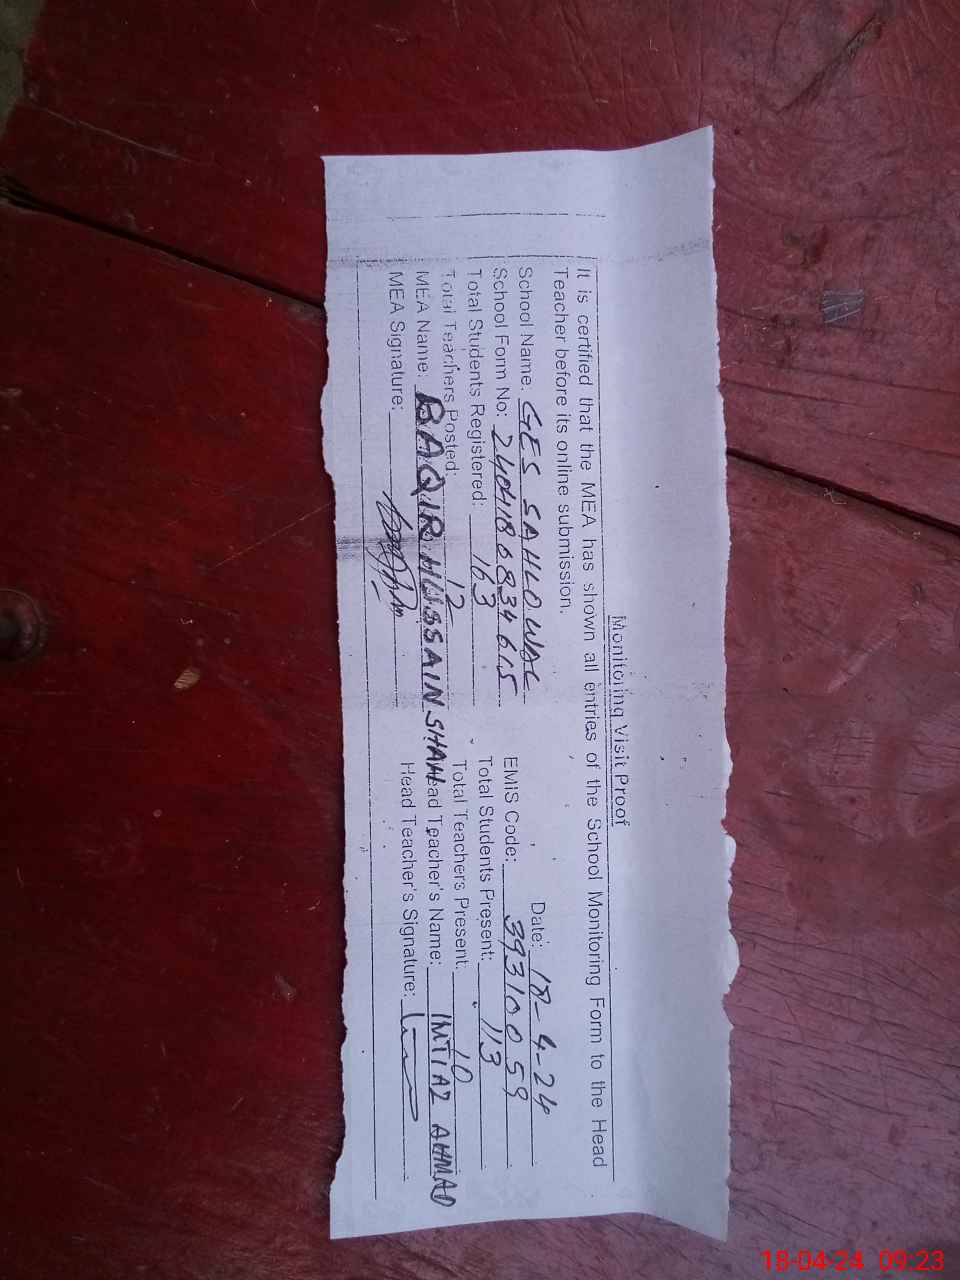 Monitoring Visit Proof
It is certified that the MEA has shown all entries of the School Monitoring Form to the Head
Teacher before its online submission.
Date: 18-4-24
School Name: GES SAHLOWAL
EMIS Code: 39310059
School Form No: 2404180834615
Total Students Present: 113
Total Students Registered: 163
Total Teachers Present: 10
Total Teachers Posted: 12
MEA Name: BAQIR HUSSAIN SHAH
Head Teacher's Name: IMTIAZ AHMAD
MEA Signature:
Head Teacher's Signature:
18-04-24 09:23